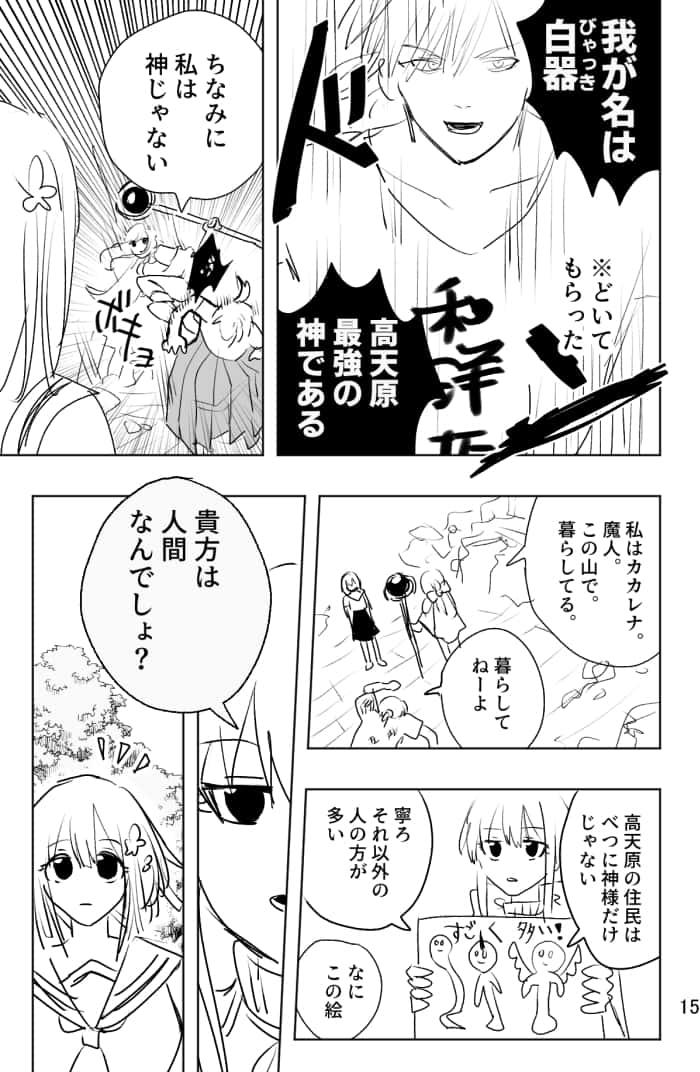 我が名は
白器
びゃっき
ド
※どいて
もらった
高天原
最強の
神である
和洋
ちなみに
私は
神じゃない
ボキョ
私はカカレナ。
魔人。
この山で。
暮らしてる。
暮らして
ねーよ
貴方は
人間
なんでしょ?
高天原の住民は
べつに神様だけ
じゃない
寧ろ
それ以外の
人の方が
多い
すごく多い!
なに
この絵
15